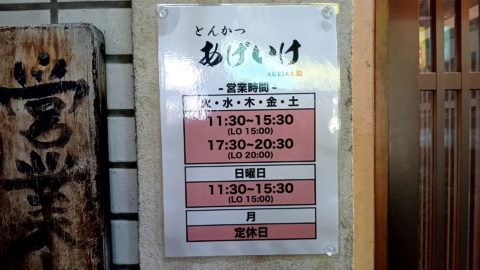 とんかつ
あげいけ
AGEIKE
- 営業時間 -
火・水・木・金・土
11:30~15:30
(LO 15:00)
17:30~20:30
(LO 20:00)
日曜日
11:30~15:30
(LO 15:00)
月
定休日
営業